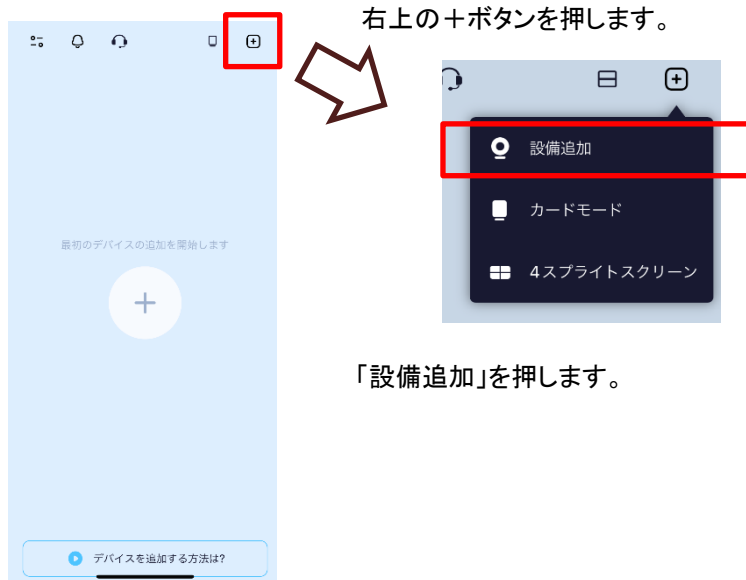 右上の＋ボタンを押します。
最初のデバイスの追加を開始します
デバイスを追加する方法は?
設備追加
カードモード
4スプライトスクリーン
「設備追加」を押します。